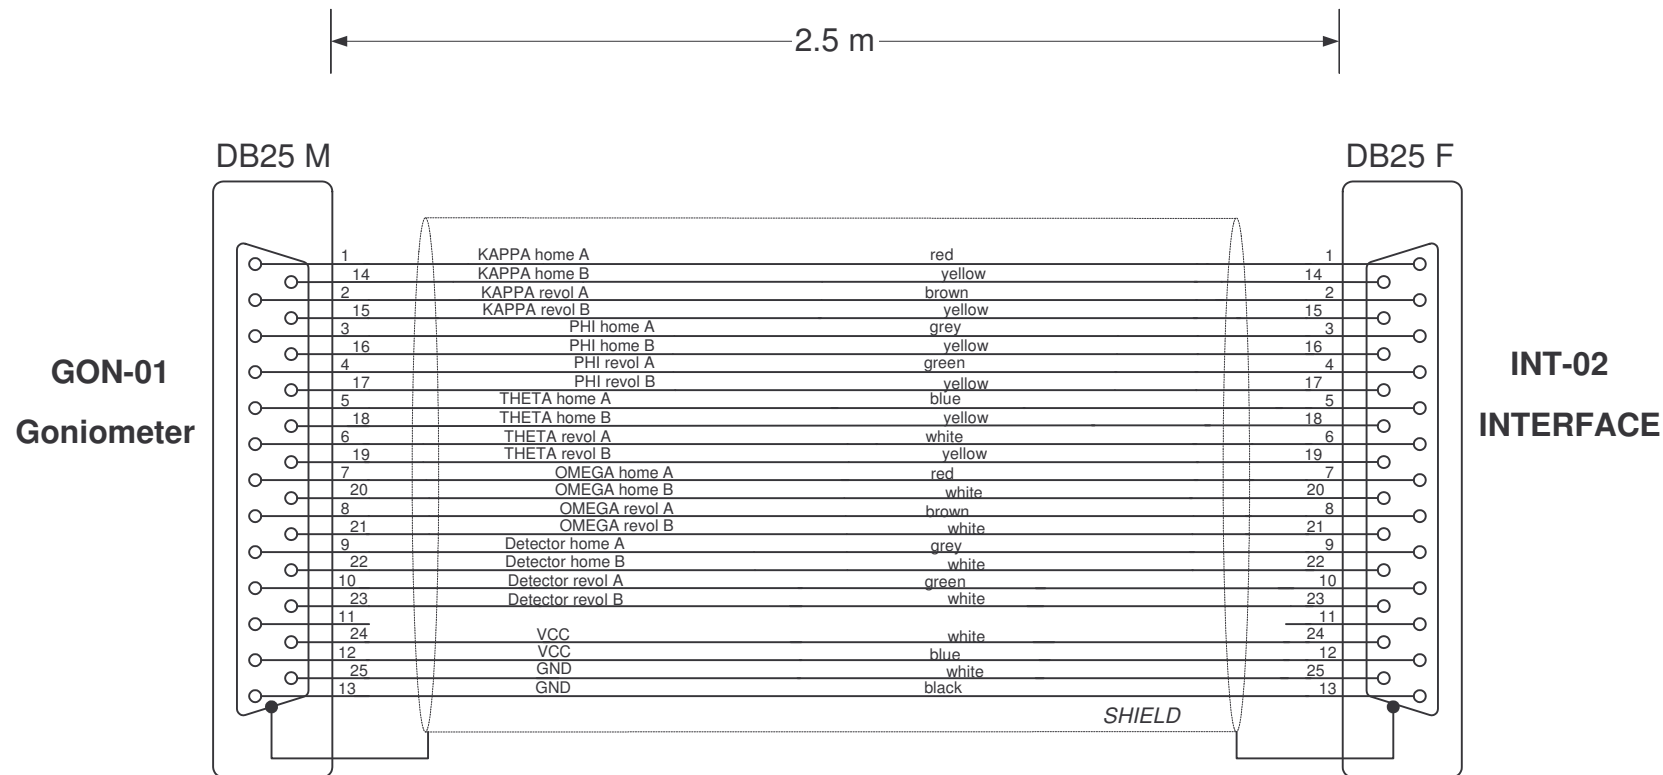 2.5 m
DB25 M
DB25 F
1 KAPPA home A red 1
14 KAPPA home B yellow 14
2 KAPPA revol A brown 2
15 KAPPA revol B yellow 15
3 PHI home A grey 3
16 PHI home B yellow 16
4 PHI revol A green 4
17 PHI revol B yellow 17
5 THETA home A blue 5
18 THETA home B yellow 18
6 THETA revol A white 6
19 THETA revol B yellow 19
7 OMEGA home A red 7
20 OMEGA home B white 20
8 OMEGA revol A brown 8
21 OMEGA revol B white 21
9 Detector home A grey 9
22 Detector home B white 22
10 Detector revol A green 10
23 Detector revol B white 23
11 11
24 VCC white 24
12 VCC blue 12
25 GND white 25
13 GND black 13
SHIELD
GON-01
Goniometer
INT-02
INTERFACE